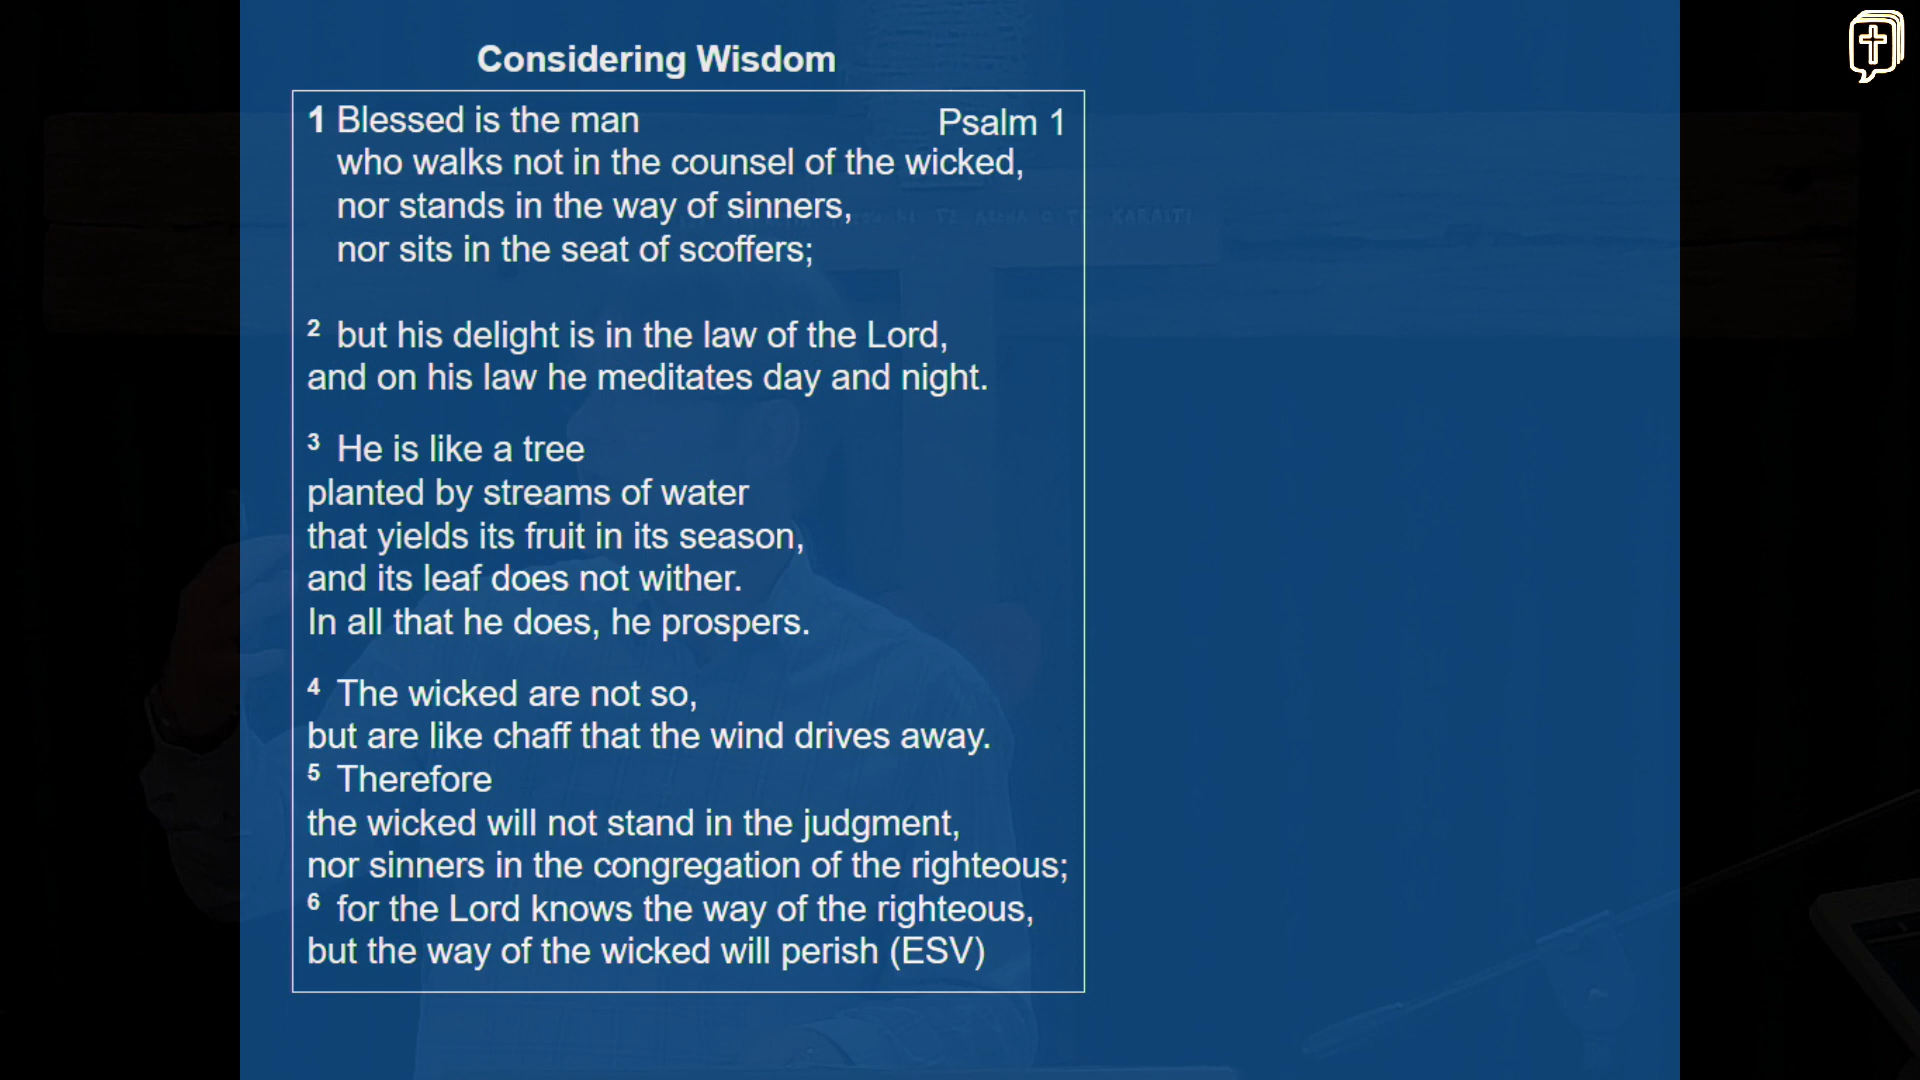 Considering Wisdom
1 Blessed is the man
Psalm 1
who walks not in the counsel of the wicked,
nor stands in the way of sinners,
nor sits in the seat of scoffers;
2 but his delight is in the law of the Lord,
and on his law he meditates day and night.
3 He is like a tree
planted by streams of water
that yields its fruit in its season,
and its leaf does not wither.
In all that he does, he prospers.
4 The wicked are not so,
but are like chaff that the wind drives away.
5 Therefore
the wicked will not stand in the judgment,
nor sinners in the congregation of the righteous;
6 for the Lord knows the way of the righteous,
but the way of the wicked will perish (ESV)